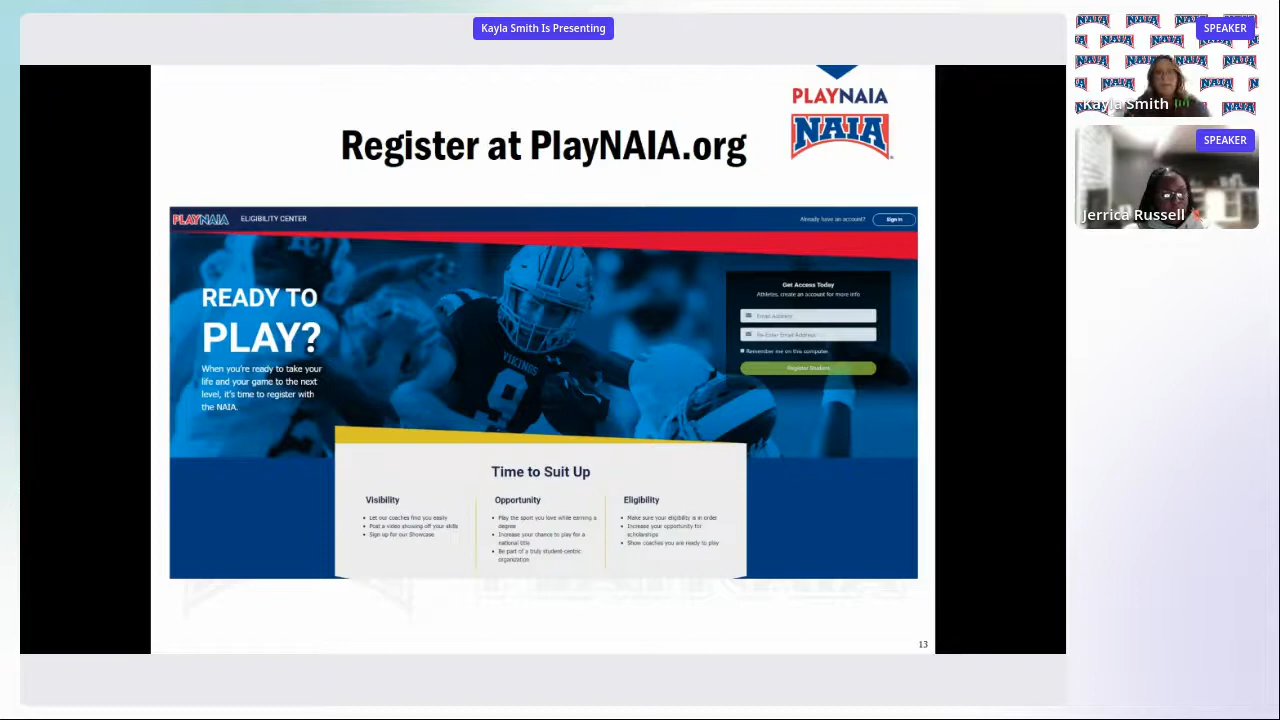 Kayla Smith Is Presenting
PLAYNAIA
NAIA
Register at PlayNAIA.org
PLAYNAIA ELIGIBILITY CENTER
Already have an account? Sign In
READY TO
PLAY?
When you're ready to take your
life and your game to the next
level, it's time to register with
the NAIA.
VIKINGS
9
Get Access Today
Athletes, create an account for more info
Email Address
Re-Enter Email Address
Remember me on this computer
Register Student
Time to Suit Up
Visibility
Let our coaches find you easily
Post a video showing off your skills
Sign up for our Showcase
Opportunity
Play the sport you love while earning a
degree
Increase your chance to play for a
national title
Be part of a truly student-centric
organization
Eligibility
Make sure your eligibility is in order
Increase your opportunity for
scholarships
Show coaches you are ready to play
13
NAIA NAIA NAIA
SPEAKER
Kayla Smith
SPEAKER
Jerrica Russell